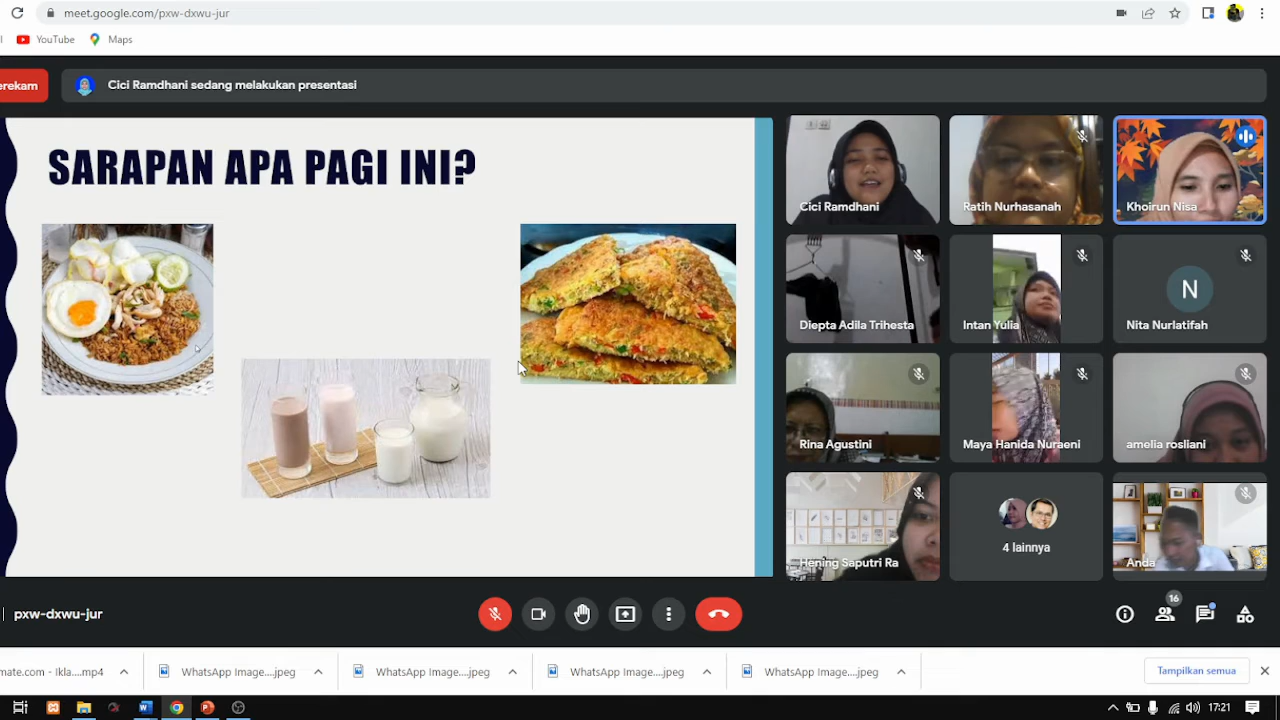 meet.google.com/pxw-dxwu-jur
YouTube
Maps
erekam
Cici Ramdhani sedang melakukan presentasi
SARAPAN APA PAGI INI?
Cici Ramdhani
Ratih Nurhasanah
Khoirun Nisa
Diepta Adila Trihesta
Intan Yulia
N
Nita Nurlatifah
Rina Agustini
Maya Hanida Nuraeni
amelia rosliani
Hening Saputri Ra
4 lainnya
Anda
pxw-dxwu-jur
16
mate.com - Ikla....mp4
WhatsApp Image....jpeg
WhatsApp Image....jpeg
WhatsApp Image....jpeg
WhatsApp Image....jpeg
Tampilkan semua
17:21